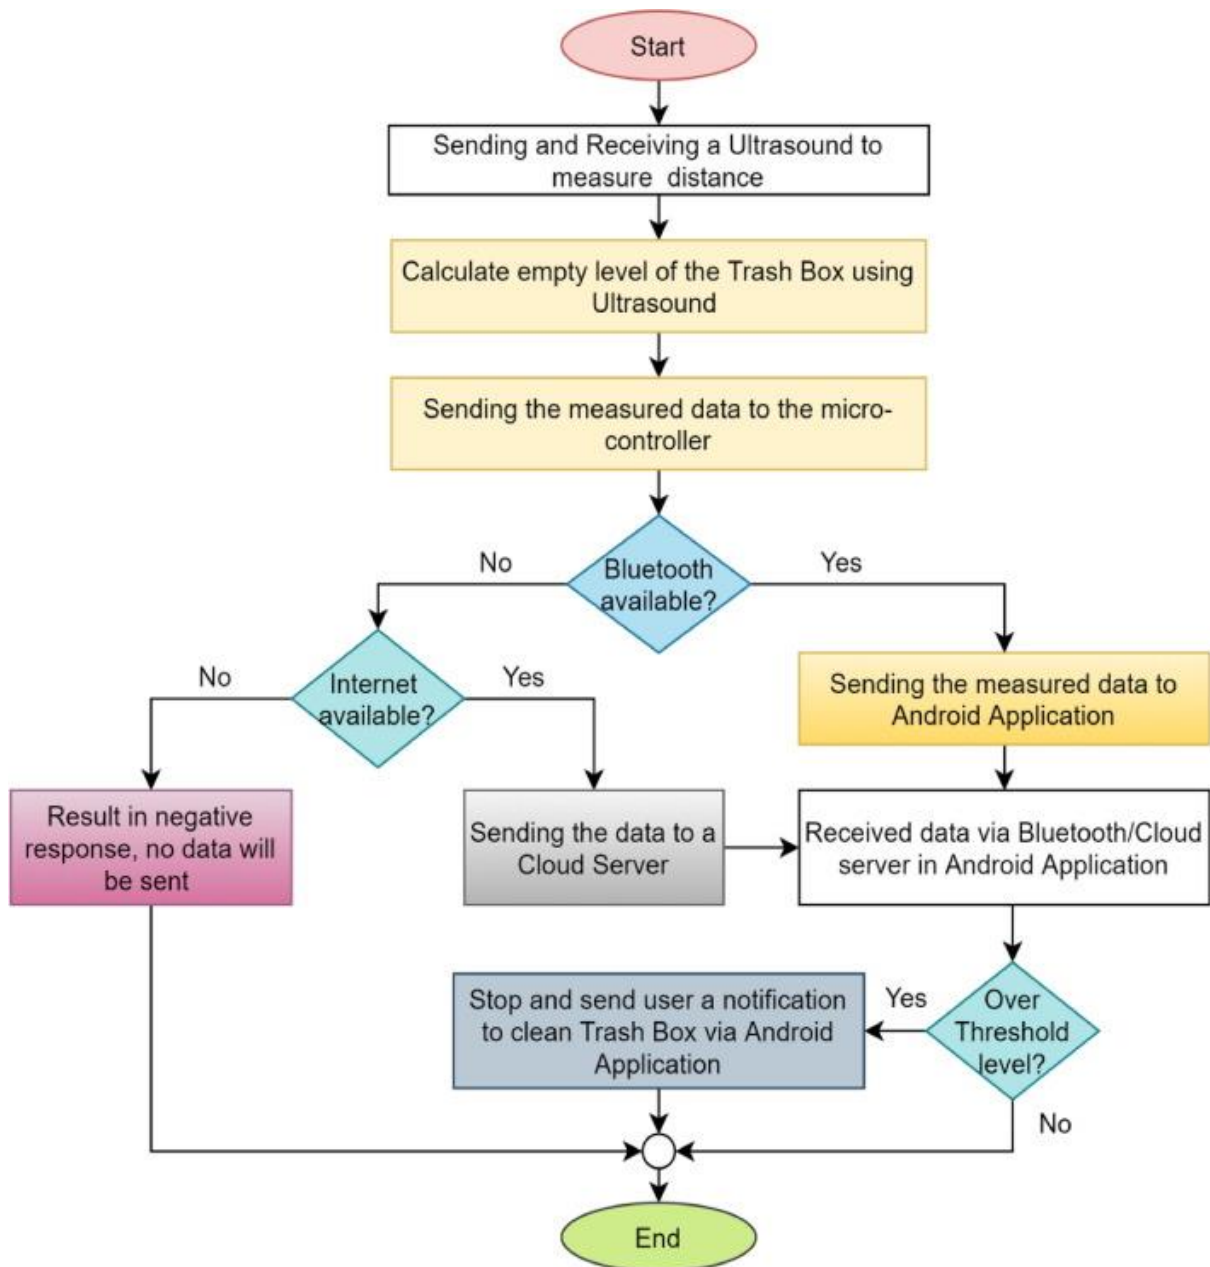 Start
Sending and Receiving a Ultrasound to
measure distance
Calculate empty level of the Trash Box using
Ultrasound
Sending the measured data to the micro-
controller
No
Bluetooth
available?
Yes
No
Internet
available?
Yes
Sending the measured data to
Android Application
Result in negative
response, no data will
be sent
Sending the data to a
Cloud Server
Received data via Bluetooth/Cloud
server in Android Application
Stop and send user a notification
to clean Trash Box via Android
Application
Yes
Over
Threshold
level?
No
End